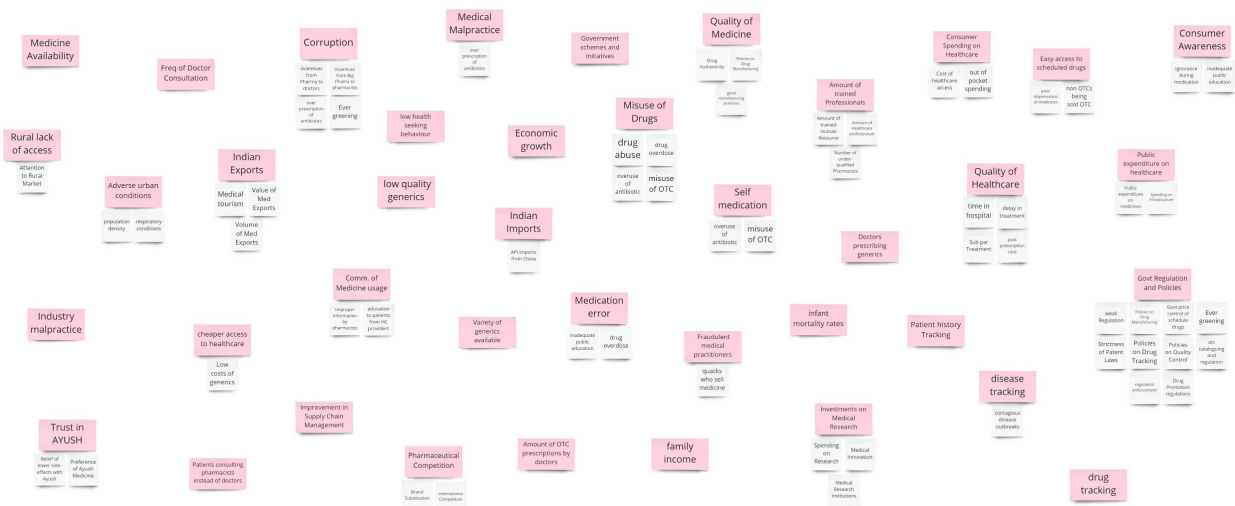 Medicine
Availability
Freq of Doctor
Consultation
Corruption
incentives
from
Pharma to
doctors
incentives
from Big
Pharma to
pharmacists
over
prescription
of
antibiotics
Ever
greening
Medical
Malpractice
over
prescription
of
antibiotics
Government
schemes and
initiatives
Quality of
Medicine
Drug
Authenticity
Policies on
Drug
Manufacturing
good
manufacturing
practises
Consumer
Spending on
Healthcare
Cost of
healthcare
access
out of
pocket
spending
Easy access to
scheduled drugs
poor
dispensation
of medicines
non OTCs
being
sold OTC
Consumer
Awareness
Ignorance
during
medication
inadequate
public
education
Rural lack
of access
Attention
to Rural
Market
Adverse urban
conditions
population
density
respiratory
conditions
Indian
Exports
Medical
tourism
Value of
Med
Exports
Volume
of Med
Exports
low health
seeking
behaviour
low quality
generics
Economic
growth
Indian
Imports
API imports
from China
Misuse of
Drugs
drug
abuse
drug
overdose
overuse
of
antibiotic
misuse
of OTC
Self
medication
overuse
of
antibiotic
misuse
of OTC
Amount of
trained
Professionals
Amount of
trained
Human
Resource
Amount of
Healthcare
professionals
Number of
under-
qualified
Pharmacists
Doctors
prescribing
generics
Quality of
Healthcare
time in
hospital
delay in
treatment
Sub-par
Treatment
post
prescription
care
Public
expenditure on
healthcare
Public
expenditure
on
medicines
Spending on
Infrastructure
Industry
malpractice
cheaper access
to healthcare
Low
costs of
generics
Comm. of
Medicine usage
Improper
information
by
pharmacists
education
to patients
from HC
providers
Variety of
generics
available
Medication
error
Inadequate
public
education
drug
overdose
Fraudulent
medical
practitioners
quacks
who sell
medicine
infant
mortality rates
Patient history
Tracking
disease
tracking
contagious
disease
outbreaks
Govt Regulation
and Policies
weak
Regulation
Policies on
Drug
Manufacturing
Govt price
control of
schedule
drugs
Ever
greening
Strictness
of Patent
Laws
Policies
on Drug
Tracking
Policies
on Quality
Control
otc
cataloguing
and
regulation
regulation
enforcement
Drug
Promotion
regulations
Trust in
AYUSH
Belief of
lower side-
effects with
Ayush
Preference
of Ayush
Medicine
Patients consulting
pharmacists
instead of doctors
Improvement in
Supply Chain
Management
Pharmaceutical
Competition
Brand
Substitution
International
Competition
Amount of OTC
prescriptions by
doctors
family
income
Investments on
Medical
Research
Spending
on
Research
Medical
Innovation
Medical
Research
Institutions
drug
tracking